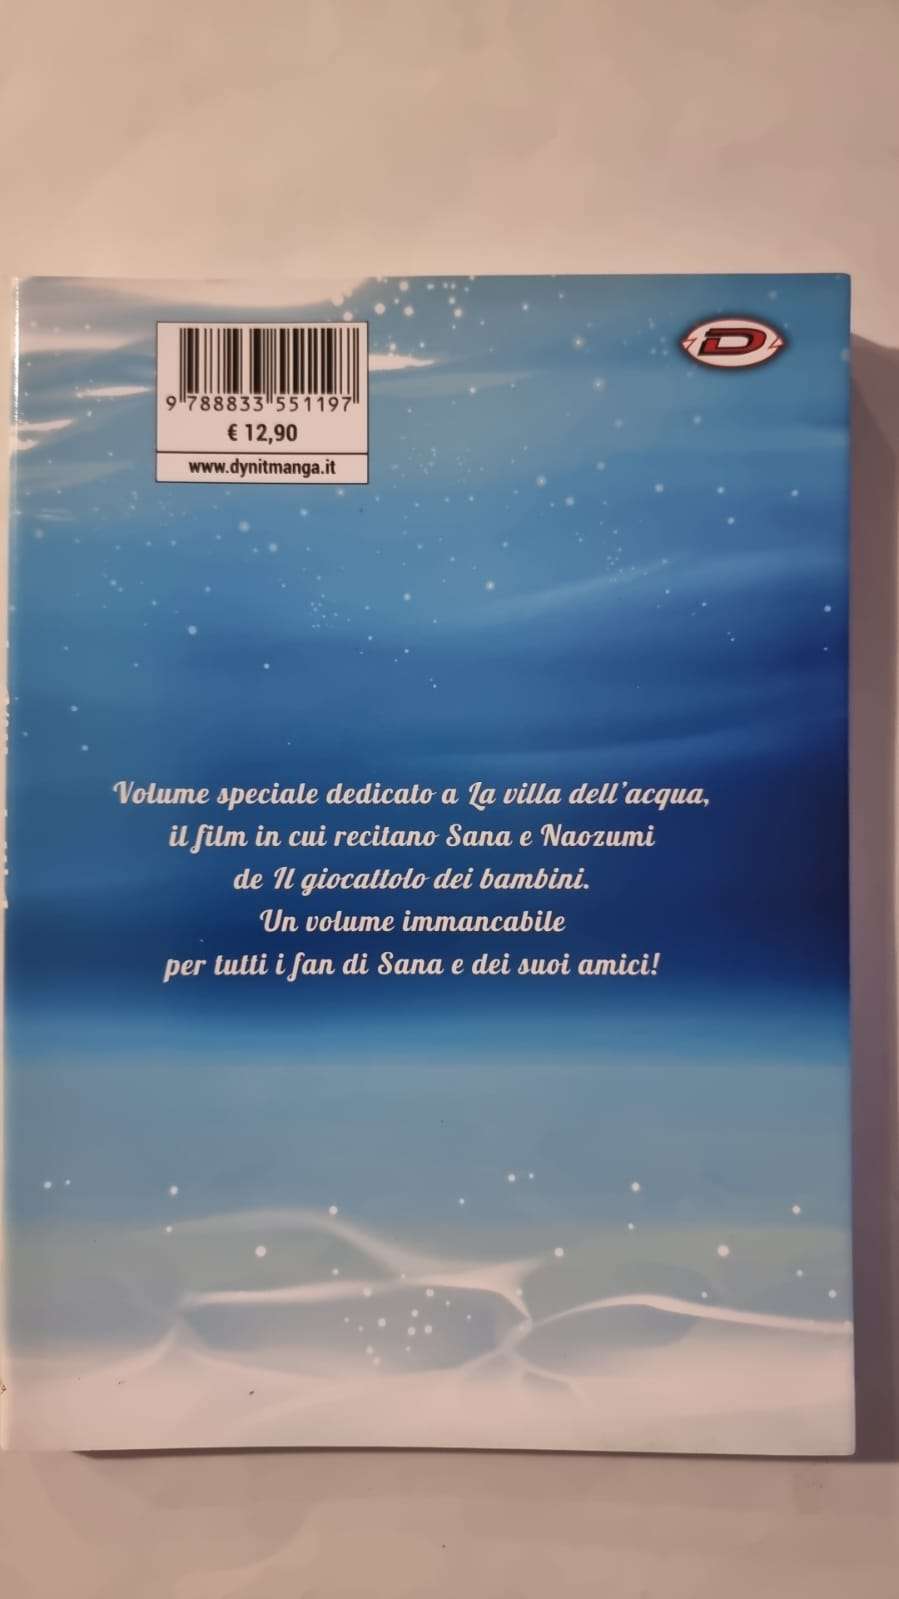 9 788833 551197
€ 12,90
www.dynitmanga.it
D
Volume speciale dedicato a La villa dell'acqua,
il film in cui recitano Sana e Naozumi
de Il giocattolo dei bambini.
Un volume immancabile
per tutti i fan di Sana e dei suoi amici!